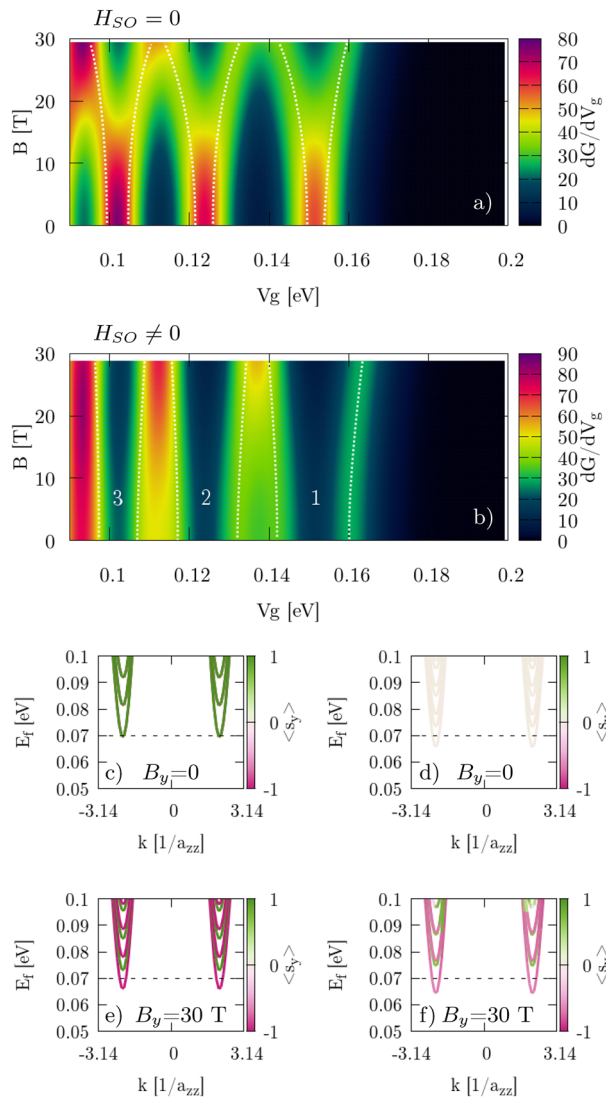 H_SO = 0
30
20
10
0
B [T]
a)
0.1 0.12 0.14 0.16 0.18 0.2
Vg [eV]
80
70
60
50
40
30
20
10
0
dG/dV_g
H_SO ≠ 0
30
20
10
0
B [T]
3 2 1
b)
0.1 0.12 0.14 0.16 0.18 0.2
Vg [eV]
90
80
70
60
50
40
30
20
10
0
dG/dV_g
0.1
0.09
0.08
0.07
0.06
0.05
E_f [eV]
c) B_y=0
-3.14 0 3.14
k [1/a_zz]
1
0
-1
<s_y>
0.1
0.09
0.08
0.07
0.06
0.05
E_f [eV]
d) B_y=0
-3.14 0 3.14
k [1/a_zz]
1
0
-1
0.1
0.09
0.08
0.07
0.06
0.05
E_f [eV]
e) B_y=30 T
-3.14 0 3.14
k [1/a_zz]
1
0
-1
<s_y>
0.1
0.09
0.08
0.07
0.06
0.05
E_f [eV]
f) B_y=30 T
-3.14 0 3.14
k [1/a_zz]
1
0
-1